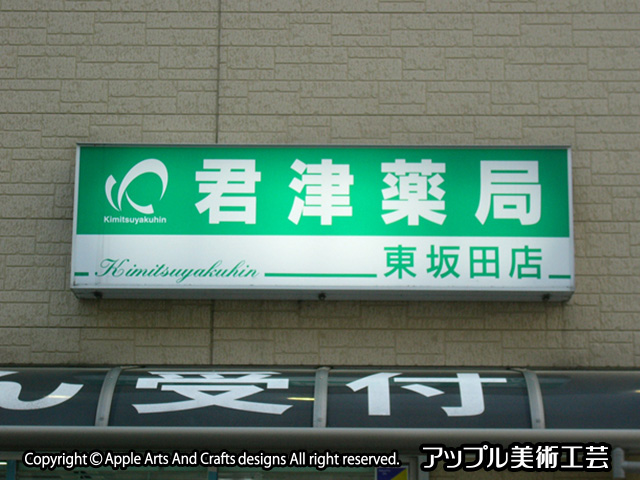 Kimitsuyakuhin
君津薬局
Kimitsuyakuhin
東坂田店
ん受付
Copyright © Apple Arts And Crafts designs All right reserved.
アップル美術工芸